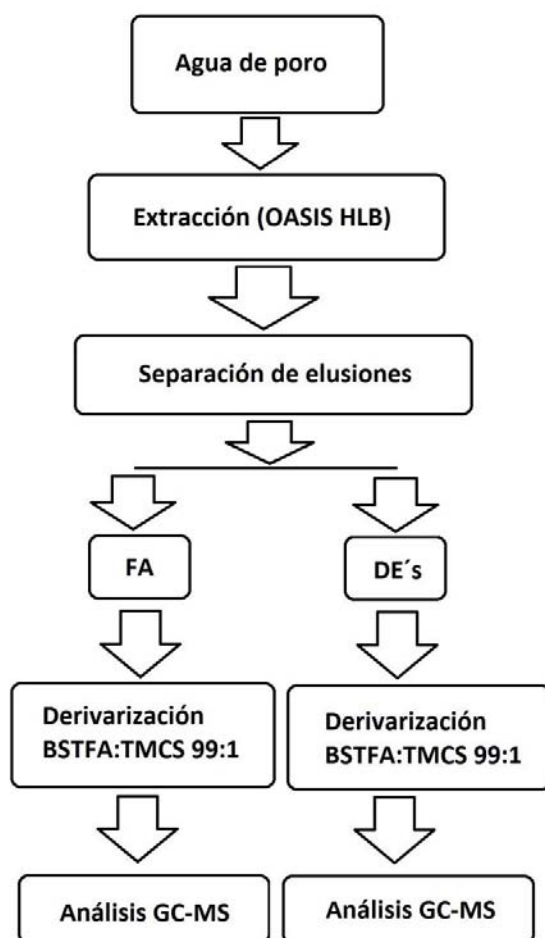 Agua de poro
Extracción (OASIS HLB)
Separación de elusiones
FA
DE´s
Derivarización
BSTFA:TMCS 99:1
Derivarización
BSTFA:TMCS 99:1
Análisis GC-MS
Análisis GC-MS